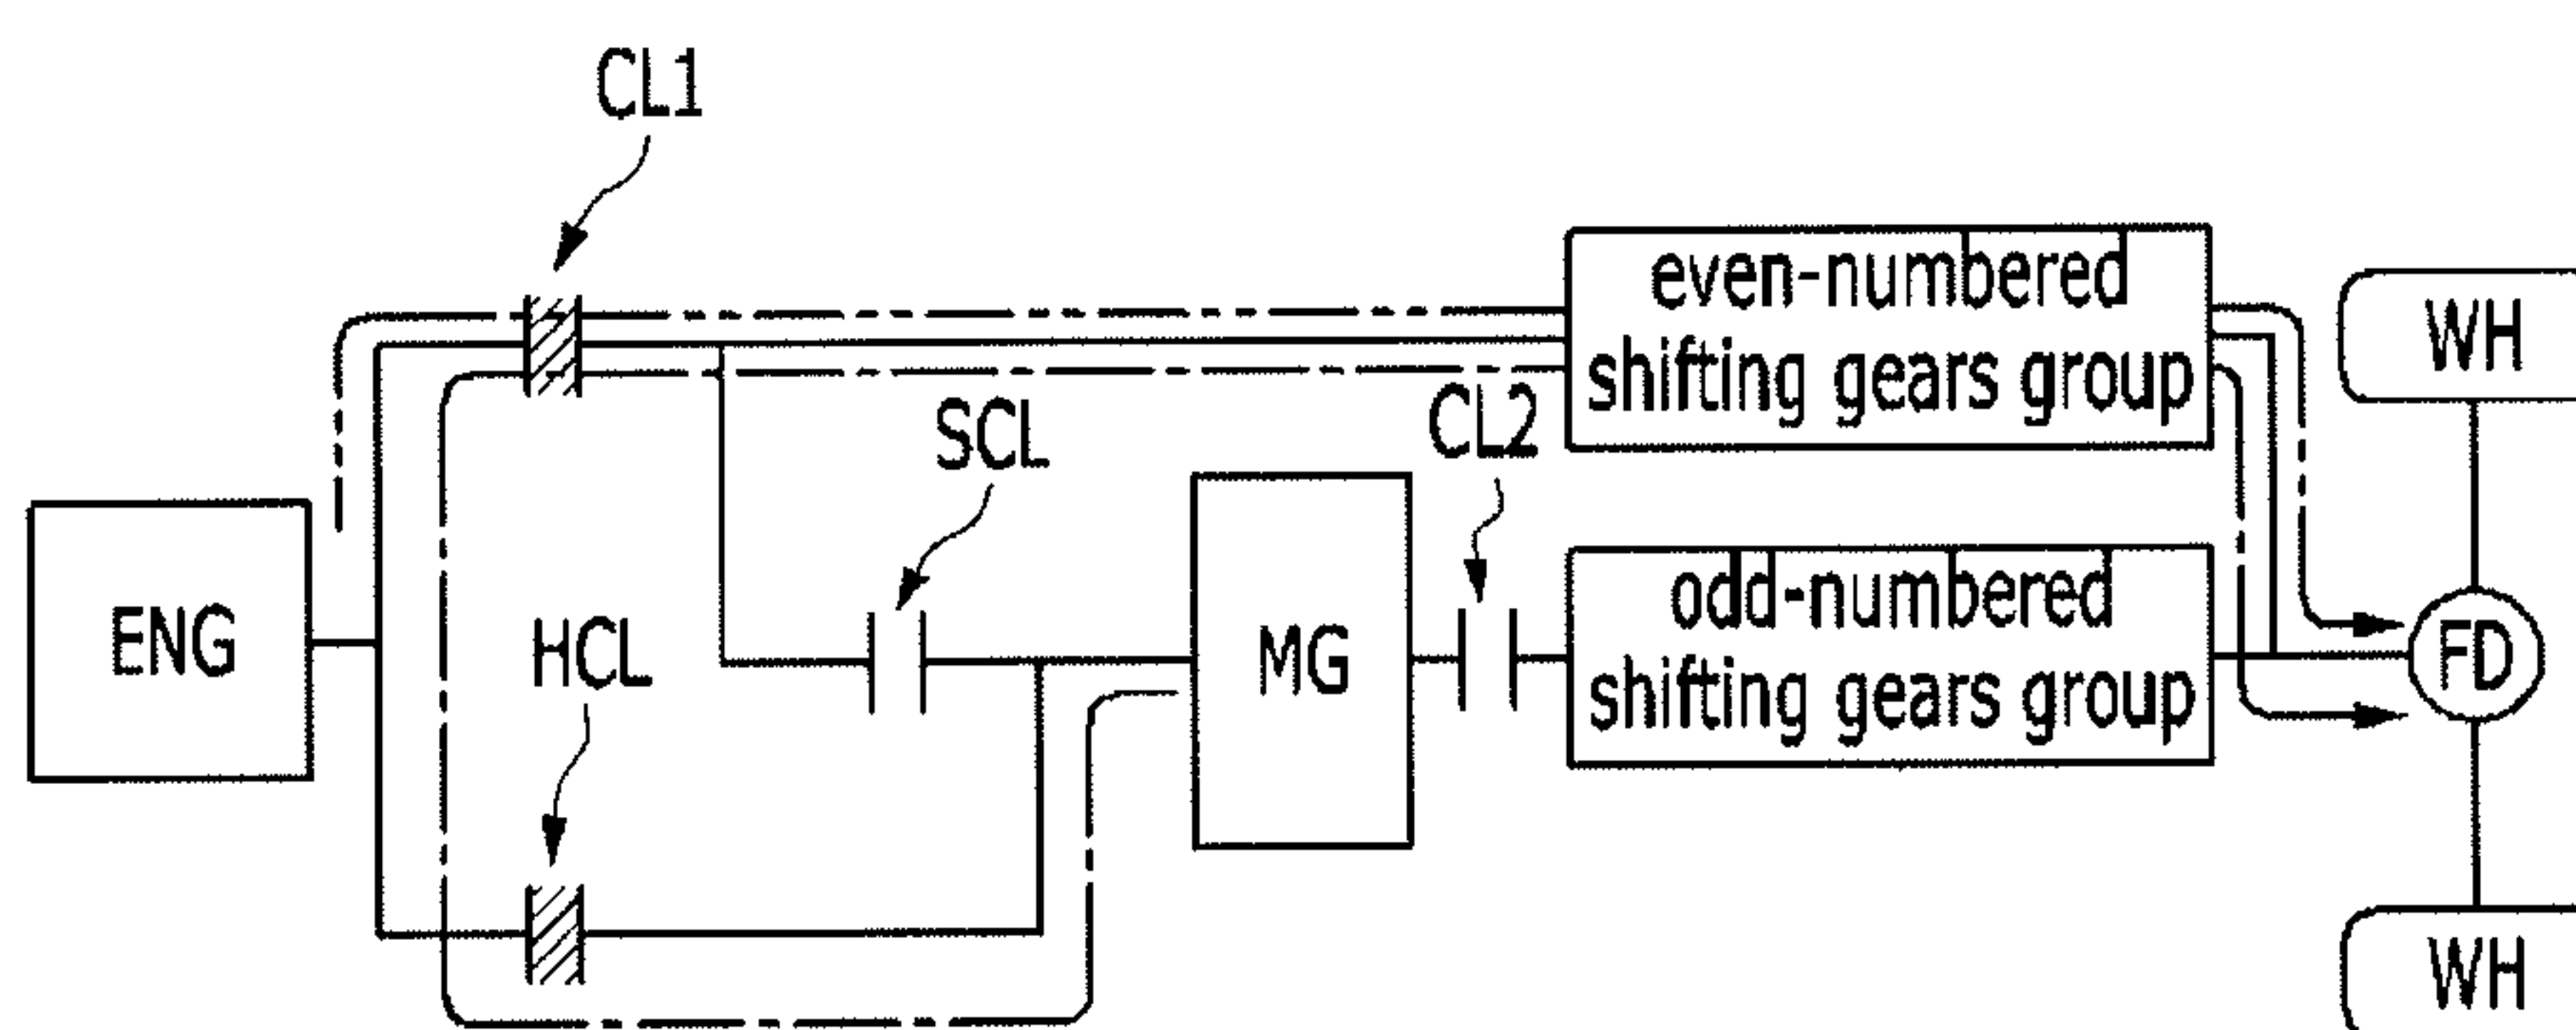 CL1
even-numbered
shifting gears group
WH
SCL
CL2
ENG
HCL
MG
odd-numbered
shifting gears group
FD
WH